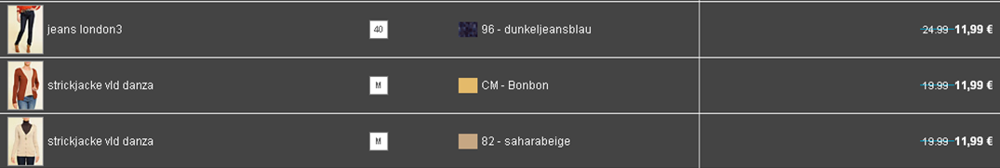 jeans london3 40 96 - dunkeljeansblau 24.99 11,99 €
strickjacke vld danza M CM - Bonbon 19.99 11,99 €
strickjacke vld danza M 82 - saharabeige 19.99 11,99 €